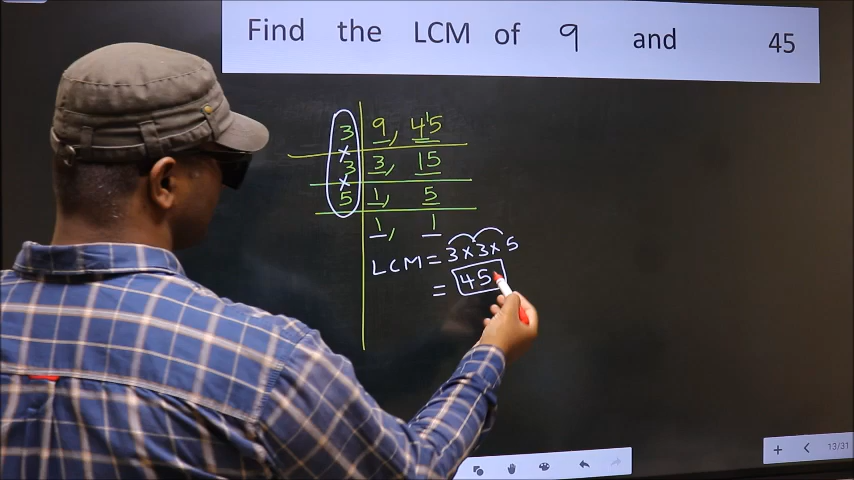 Find the LCM of 9 and 45
3 9, 4¹5
×
3 3, 15
×
5 1, 5
1, 1
LCM = 3×3×5
= 45
13/31